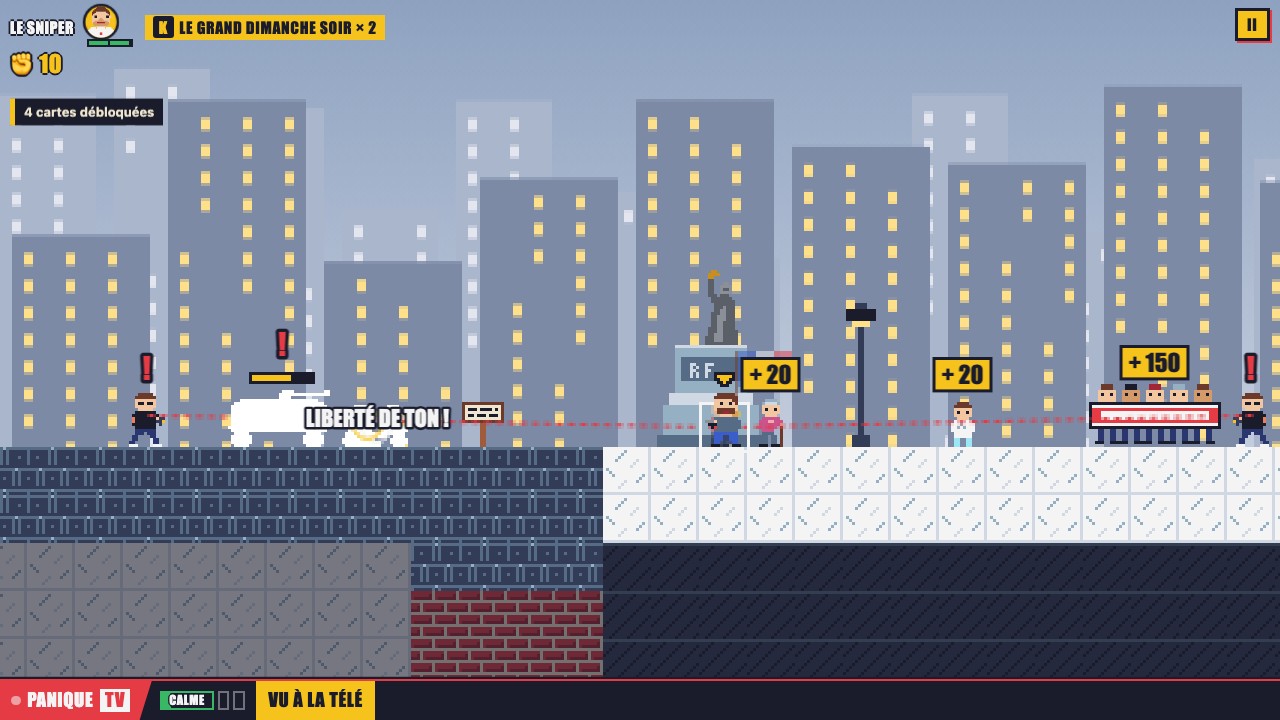 LE SNIPER
K LE GRAND DIMANCHE SOIR × 2
10
4 cartes débloquées
!
!
LIBERTÉ DE TON !
RF
+ 20
+ 20
+ 150
!
PANIQUE TV
CALME
VU À LA TÉLÉ